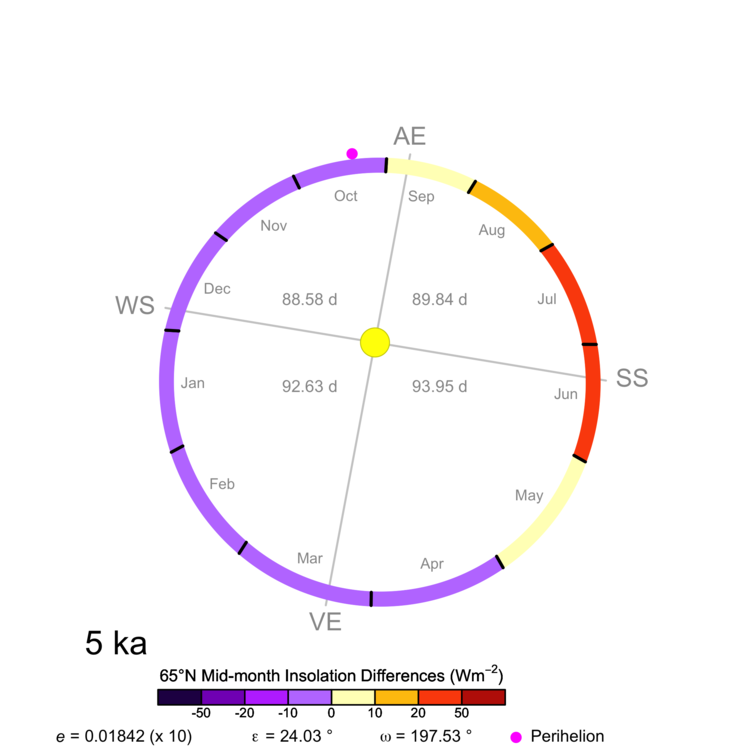 AE
Oct
Sep
Nov
Aug
Dec
Jul
88.58 d
89.84 d
WS
SS
Jan
92.63 d
93.95 d
Jun
Feb
May
Mar
Apr
VE
5 ka
65°N Mid-month Insolation Differences (Wm⁻²)
-50 -20 -10 0 10 20 50
e = 0.01842 (x 10) ε = 24.03 ° ω = 197.53 ° Perihelion